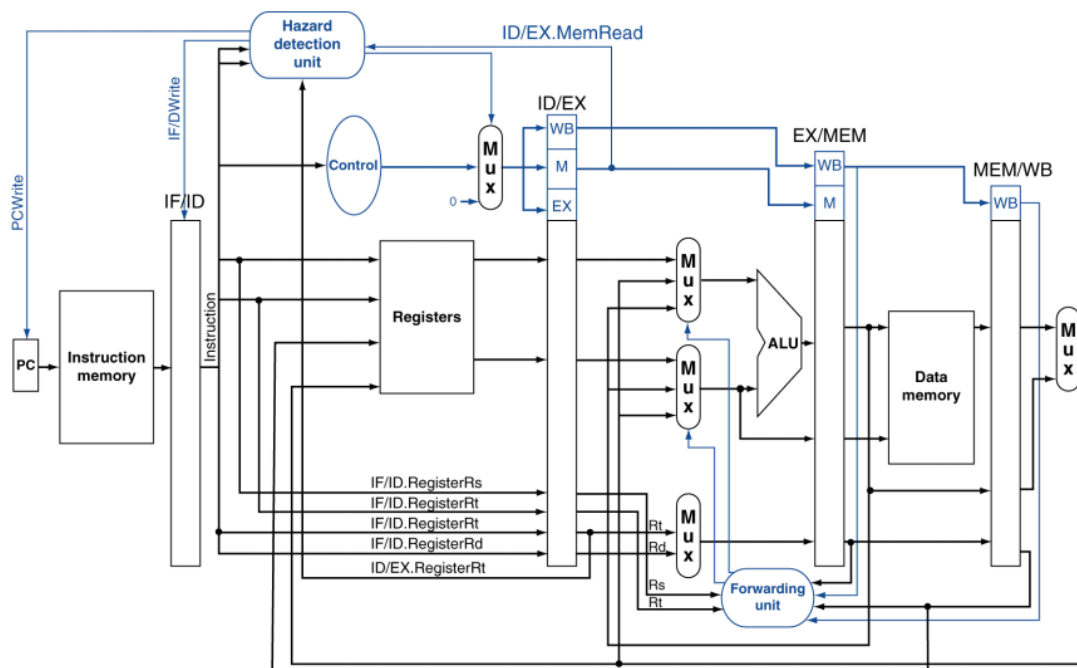 Hazard
detection
unit
ID/EX.MemRead
ID/EX
WB
M
EX
EX/MEM
WB
M
MEM/WB
WB
PCWrite
IF/DWrite
IF/ID
Control
M
u
x
0
PC
Instruction
memory
Instruction
Registers
M
u
x
M
u
x
ALU
Data
memory
M
u
x
IF/ID.RegisterRs
IF/ID.RegisterRt
IF/ID.RegisterRt
IF/ID.RegisterRd
ID/EX.RegisterRt
Rt
Rd
M
u
x
Rs
Rt
Forwarding
unit